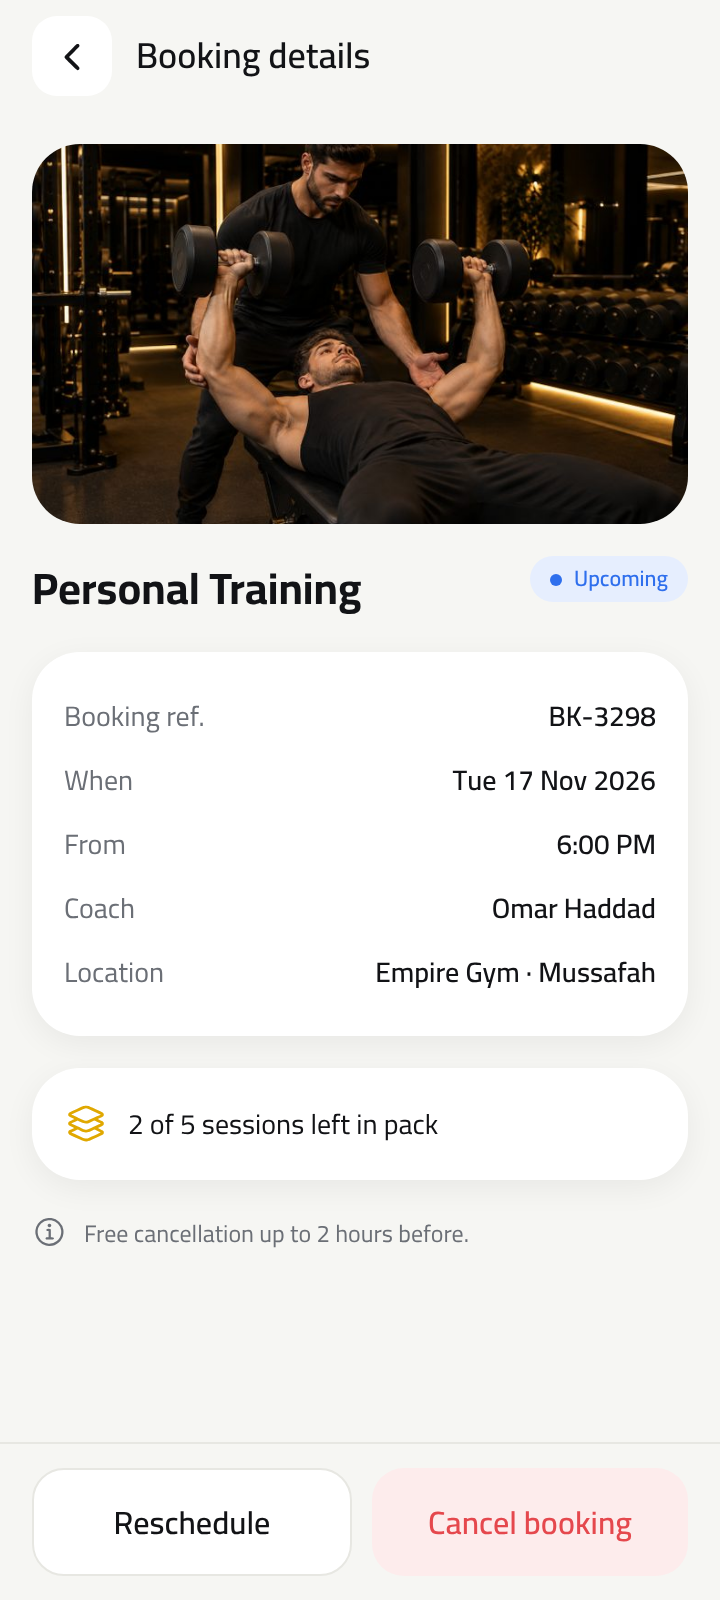 Booking details
Personal Training
Upcoming
Booking ref. BK-3298
When Tue 17 Nov 2026
From 6:00 PM
Coach Omar Haddad
Location Empire Gym · Mussafah
2 of 5 sessions left in pack
Free cancellation up to 2 hours before.
Reschedule Cancel booking